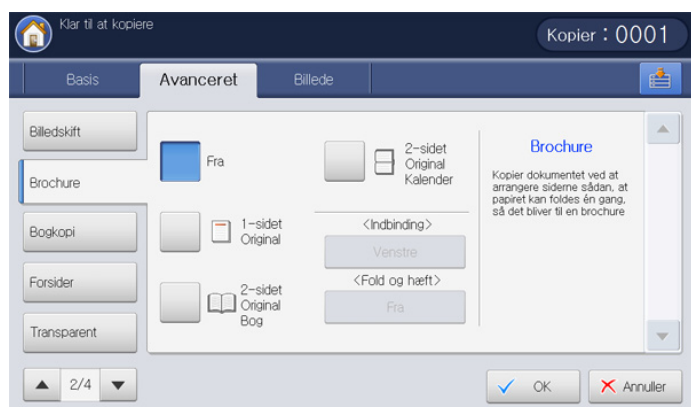 Klar til at kopiere
Kopier : 0001
Basis
Avanceret
Billede
Billedskift
Brochure
Bogkopi
Forsider
Transparent
2/4
Fra
1-sidet
Original
2-sidet
Original
Bog
2-sidet
Original
Kalender
<Indbinding>
Venstre
<Fold og hæft>
Fra
Brochure
Kopier dokumentet ved at
arrangere siderne sådan, at
papiret kan foldes én gang,
så det bliver til en brochure
OK
Annuller